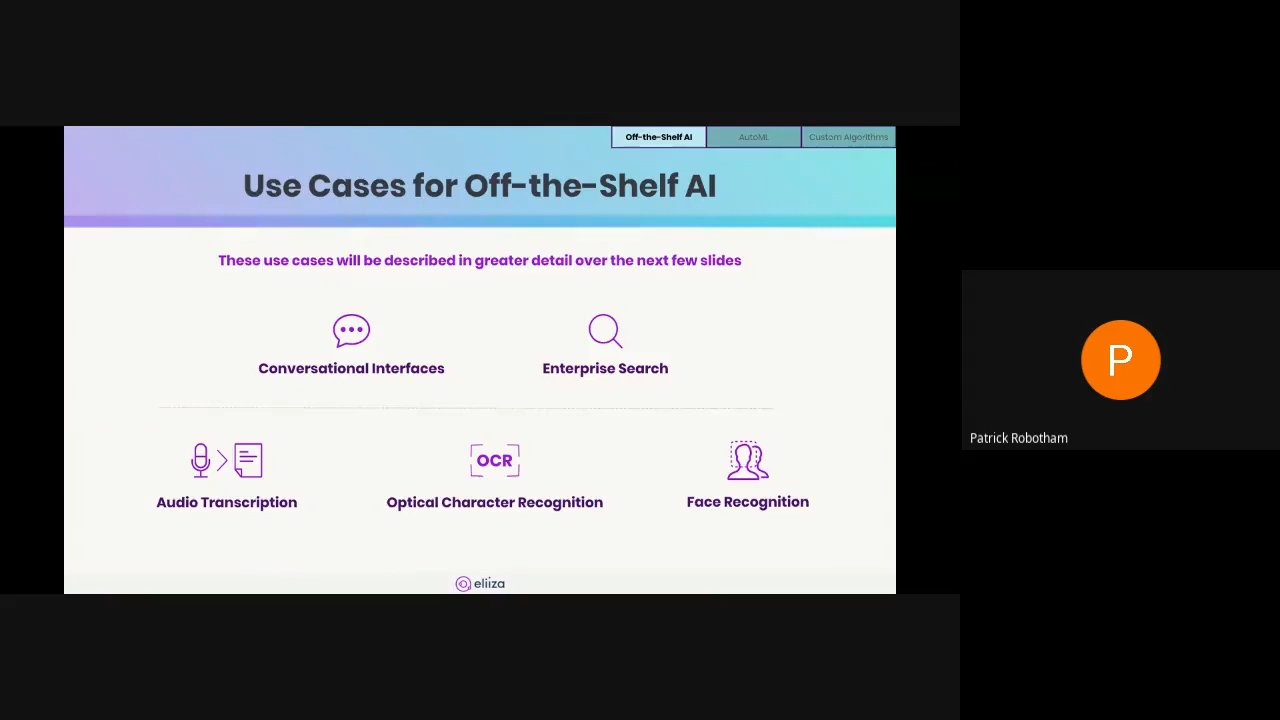 Off-the-Shelf AI
AutoML
Custom Algorithms
Use Cases for Off-the-Shelf AI
These use cases will be described in greater detail over the next few slides
Conversational Interfaces
Enterprise Search
OCR
Audio Transcription
Optical Character Recognition
Face Recognition
eliiza
P
Patrick Robotham